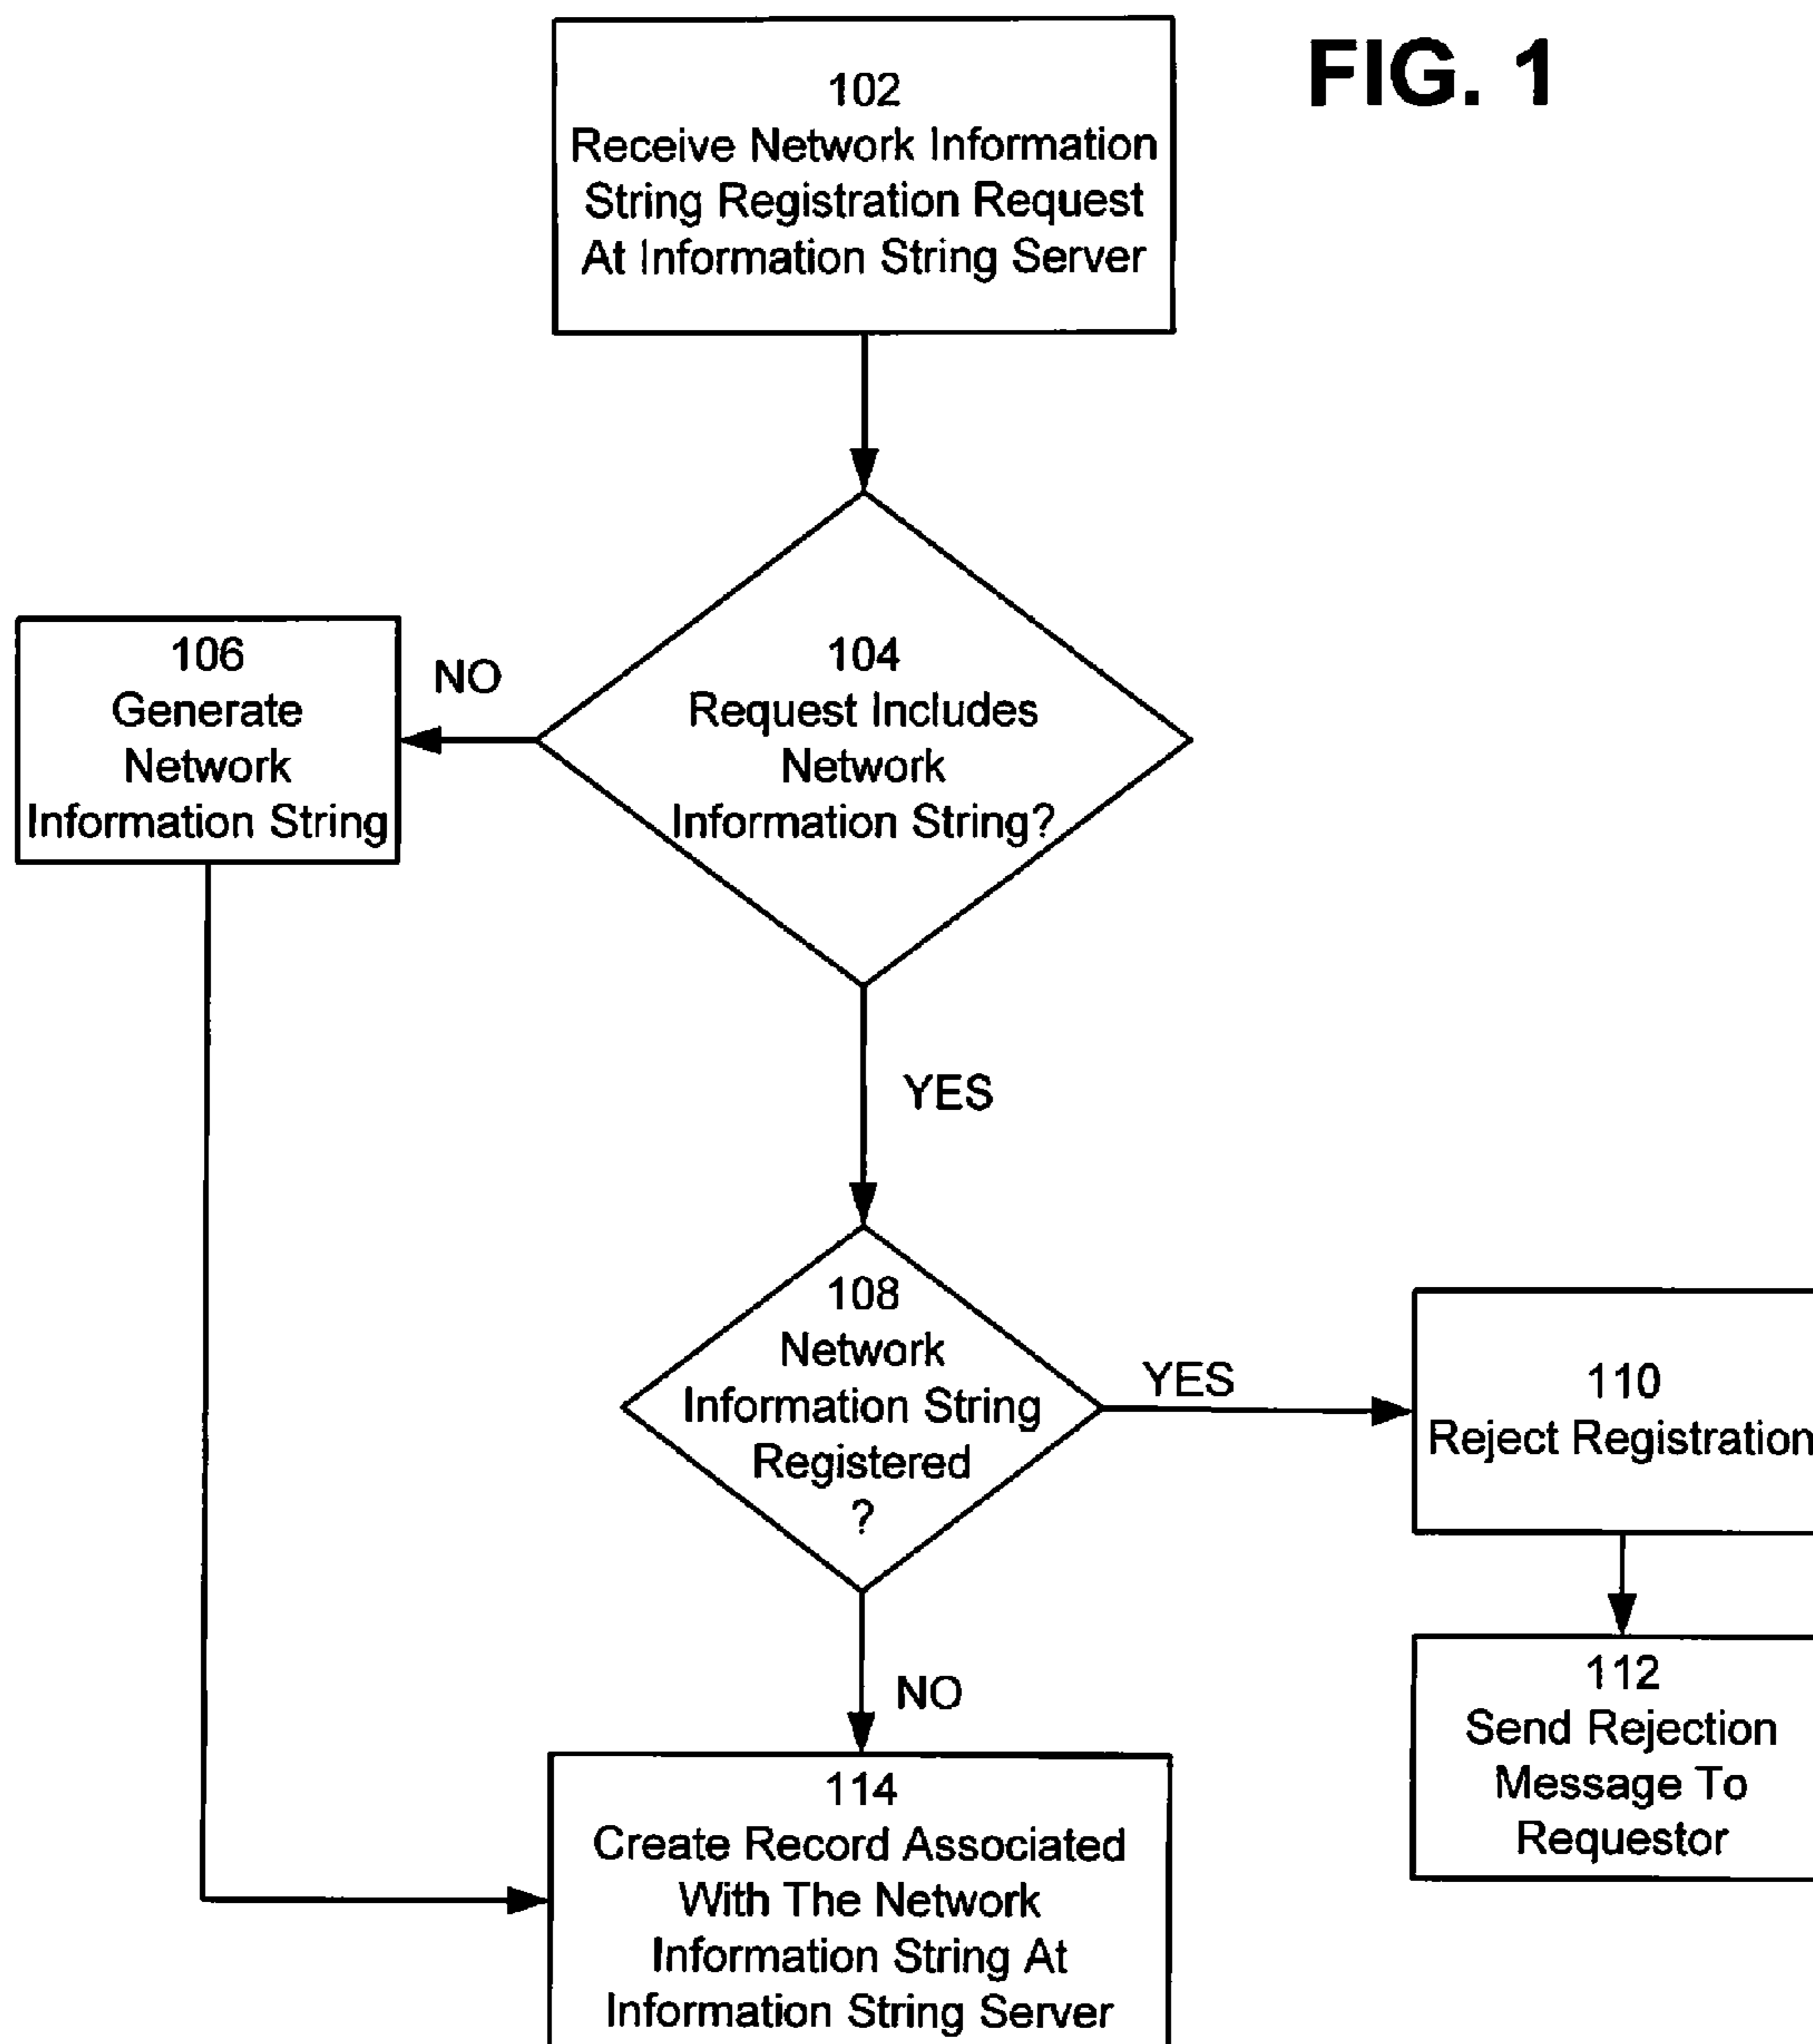 FIG. 1
102
Receive Network Information
String Registration Request
At Information String Server
104
Request Includes
Network
Information String?
NO
106
Generate
Network
Information String
YES
108
Network
Information String
Registered
?
YES
110
Reject Registration
112
Send Rejection
Message To
Requestor
NO
114
Create Record Associated
With The Network
Information String At
Information String Server